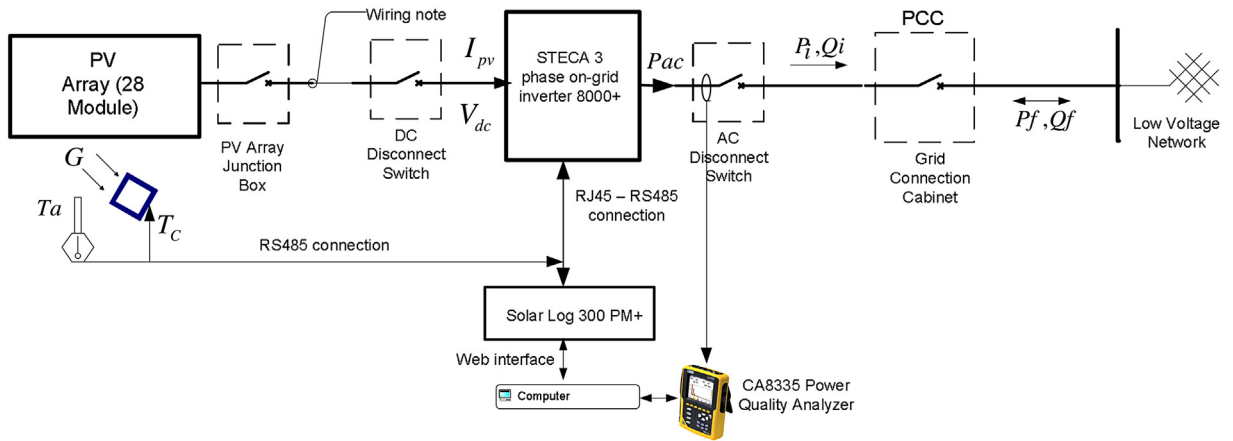 Wiring note
PCC
PV
Array (28
Module)
I pv
V dc
STECA 3
phase on-grid
inverter 8000+
Pac
Pi ,Qi
Pf ,Qf
Low Voltage
Network
PV Array
Junction
Box
DC
Disconnect
Switch
AC
Disconnect
Switch
Grid
Connection
Cabinet
G
Ta
TC
RJ45 – RS485
connection
RS485 connection
Solar Log 300 PM+
Web interface
Computer
CA8335 Power
Quality Analyzer